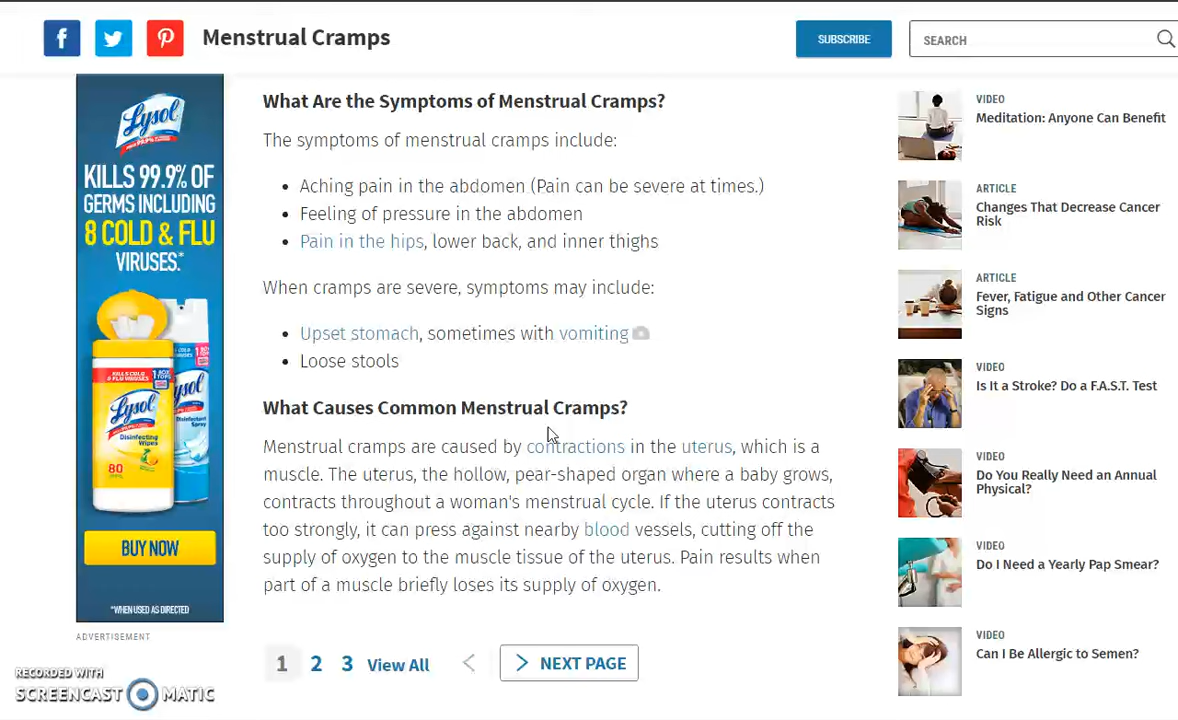 Menstrual Cramps
SUBSCRIBE
SEARCH
Lysol
KILLS 99.9% OF
GERMS INCLUDING
8 COLD & FLU
VIRUSES.*
Lysol
Disinfecting
Wipes
80
Lysol
Disinfectant
Spray
BUY NOW
*WHEN USED AS DIRECTED
ADVERTISEMENT
What Are the Symptoms of Menstrual Cramps?
The symptoms of menstrual cramps include:
• Aching pain in the abdomen (Pain can be severe at times.)
• Feeling of pressure in the abdomen
• Pain in the hips, lower back, and inner thighs
When cramps are severe, symptoms may include:
• Upset stomach, sometimes with vomiting
• Loose stools
What Causes Common Menstrual Cramps?
Menstrual cramps are caused by contractions in the uterus, which is a
muscle. The uterus, the hollow, pear-shaped organ where a baby grows,
contracts throughout a woman's menstrual cycle. If the uterus contracts
too strongly, it can press against nearby blood vessels, cutting off the
supply of oxygen to the muscle tissue of the uterus. Pain results when
part of a muscle briefly loses its supply of oxygen.
1 2 3 View All < > NEXT PAGE
VIDEO
Meditation: Anyone Can Benefit
ARTICLE
Changes That Decrease Cancer
Risk
ARTICLE
Fever, Fatigue and Other Cancer
Signs
VIDEO
Is It a Stroke? Do a F.A.S.T. Test
VIDEO
Do You Really Need an Annual
Physical?
VIDEO
Do I Need a Yearly Pap Smear?
VIDEO
Can I Be Allergic to Semen?
RECORDED WITH
SCREENCAST MATIC